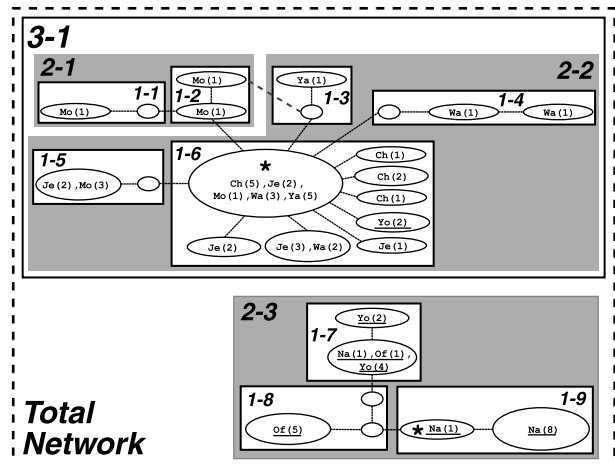 3-1
2-1
2-2
Mo(1)
Ya(1)
1-1
1-2
1-3
1-4
Mo(1)
Mo(1)
Wa(1)
Wa(1)
1-5
1-6
Ch(1)
*
Ch(2)
Je(2),Mo(3)
Ch(5),Je(2),
Mo(1),Wa(3),Ya(5)
Ch(1)
Yo(2)
Je(2)
Je(3),Wa(2)
Je(1)
2-3
1-7
Yo(2)
Na(1),Of(1),
Yo(4)
1-8
1-9
Of(5)
* Na(1)
Na(8)
Total
Network